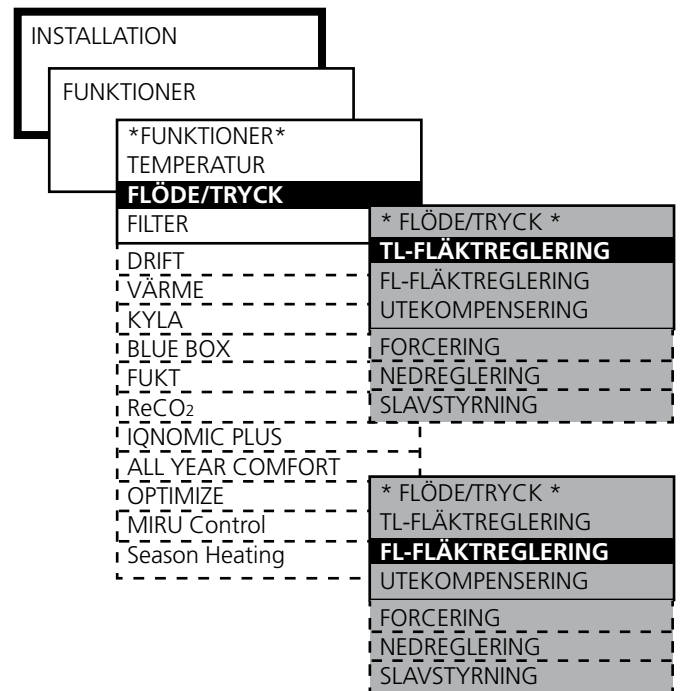 INSTALLATION
FUNKTIONER
*FUNKTIONER*
TEMPERATUR
FLÖDE/TRYCK
FILTER
DRIFT
VÄRME
KYLA
BLUE BOX
FUKT
ReCO₂
IQNOMIC PLUS
ALL YEAR COMFORT
OPTIMIZE
MIRU Control
Season Heating
* FLÖDE/TRYCK *
TL-FLÄKTREGLERING
FL-FLÄKTREGLERING
UTEKOMPENSERING
FORCERING
NEDREGLERING
SLAVSTYRNING
* FLÖDE/TRYCK *
TL-FLÄKTREGLERING
FL-FLÄKTREGLERING
UTEKOMPENSERING
FORCERING
NEDREGLERING
SLAVSTYRNING